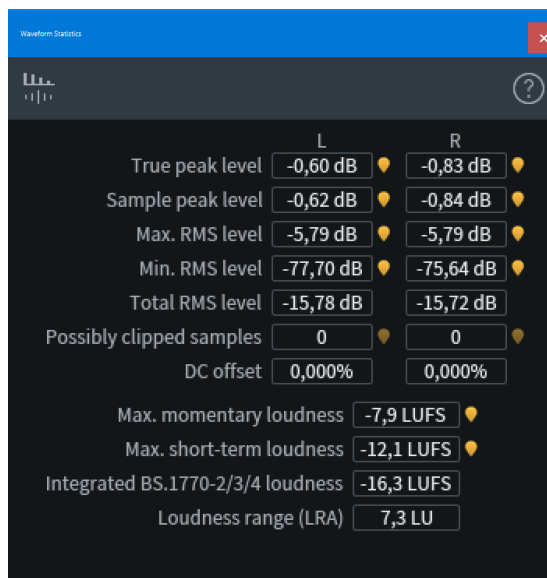 Waveform Statistics
?
L R
True peak level -0,60 dB -0,83 dB
Sample peak level -0,62 dB -0,84 dB
Max. RMS level -5,79 dB -5,79 dB
Min. RMS level -77,70 dB -75,64 dB
Total RMS level -15,78 dB -15,72 dB
Possibly clipped samples 0 0
DC offset 0,000% 0,000%
Max. momentary loudness -7,9 LUFS
Max. short-term loudness -12,1 LUFS
Integrated BS.1770-2/3/4 loudness -16,3 LUFS
Loudness range (LRA) 7,3 LU